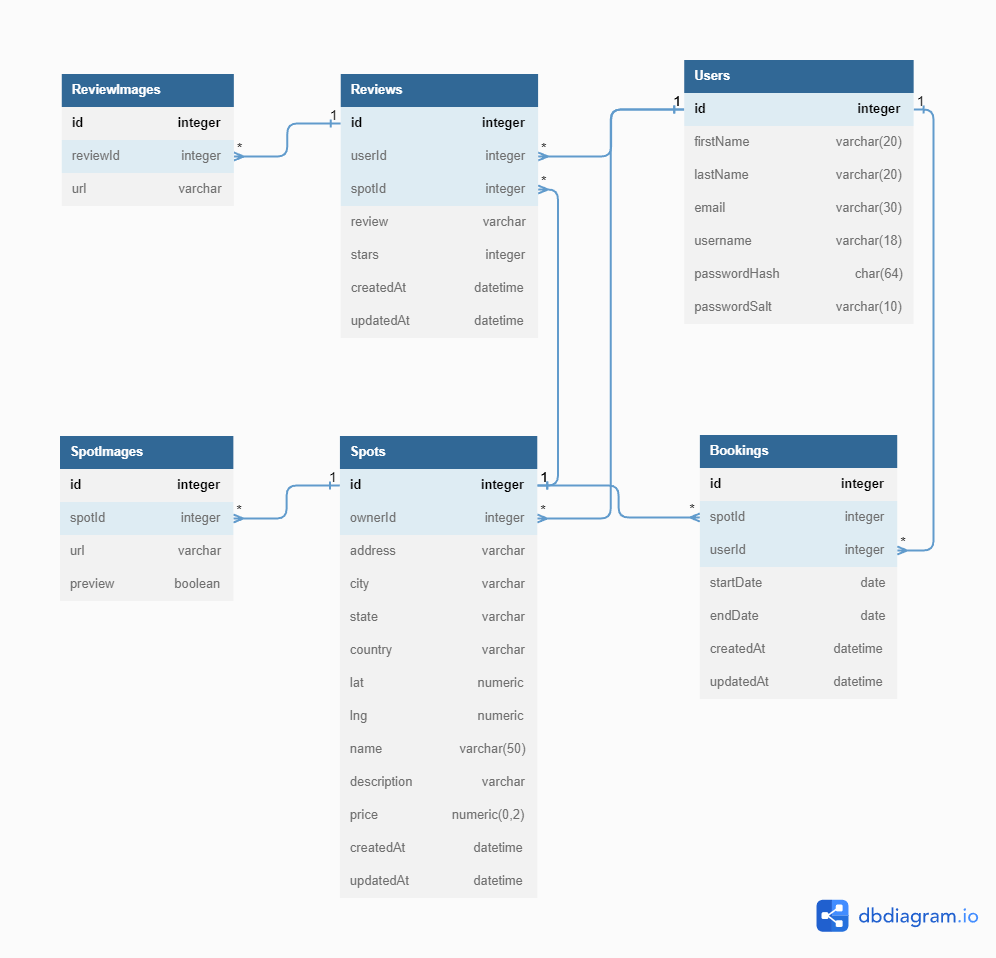 ReviewImages
id integer
reviewId integer
url varchar
Reviews
id integer
userId integer
spotId integer
review varchar
stars integer
createdAt datetime
updatedAt datetime
Users
id integer
firstName varchar(20)
lastName varchar(20)
email varchar(30)
username varchar(18)
passwordHash char(64)
passwordSalt varchar(10)
1
*
*
*
1
1
SpotImages
id integer
spotId integer
url varchar
preview boolean
Spots
id integer
ownerId integer
address varchar
city varchar
state varchar
country varchar
lat numeric
lng numeric
name varchar(50)
description varchar
price numeric(0,2)
createdAt datetime
updatedAt datetime
Bookings
id integer
spotId integer
userId integer
startDate date
endDate date
createdAt datetime
updatedAt datetime
1
*
1
*
*
*
dbdiagram.io